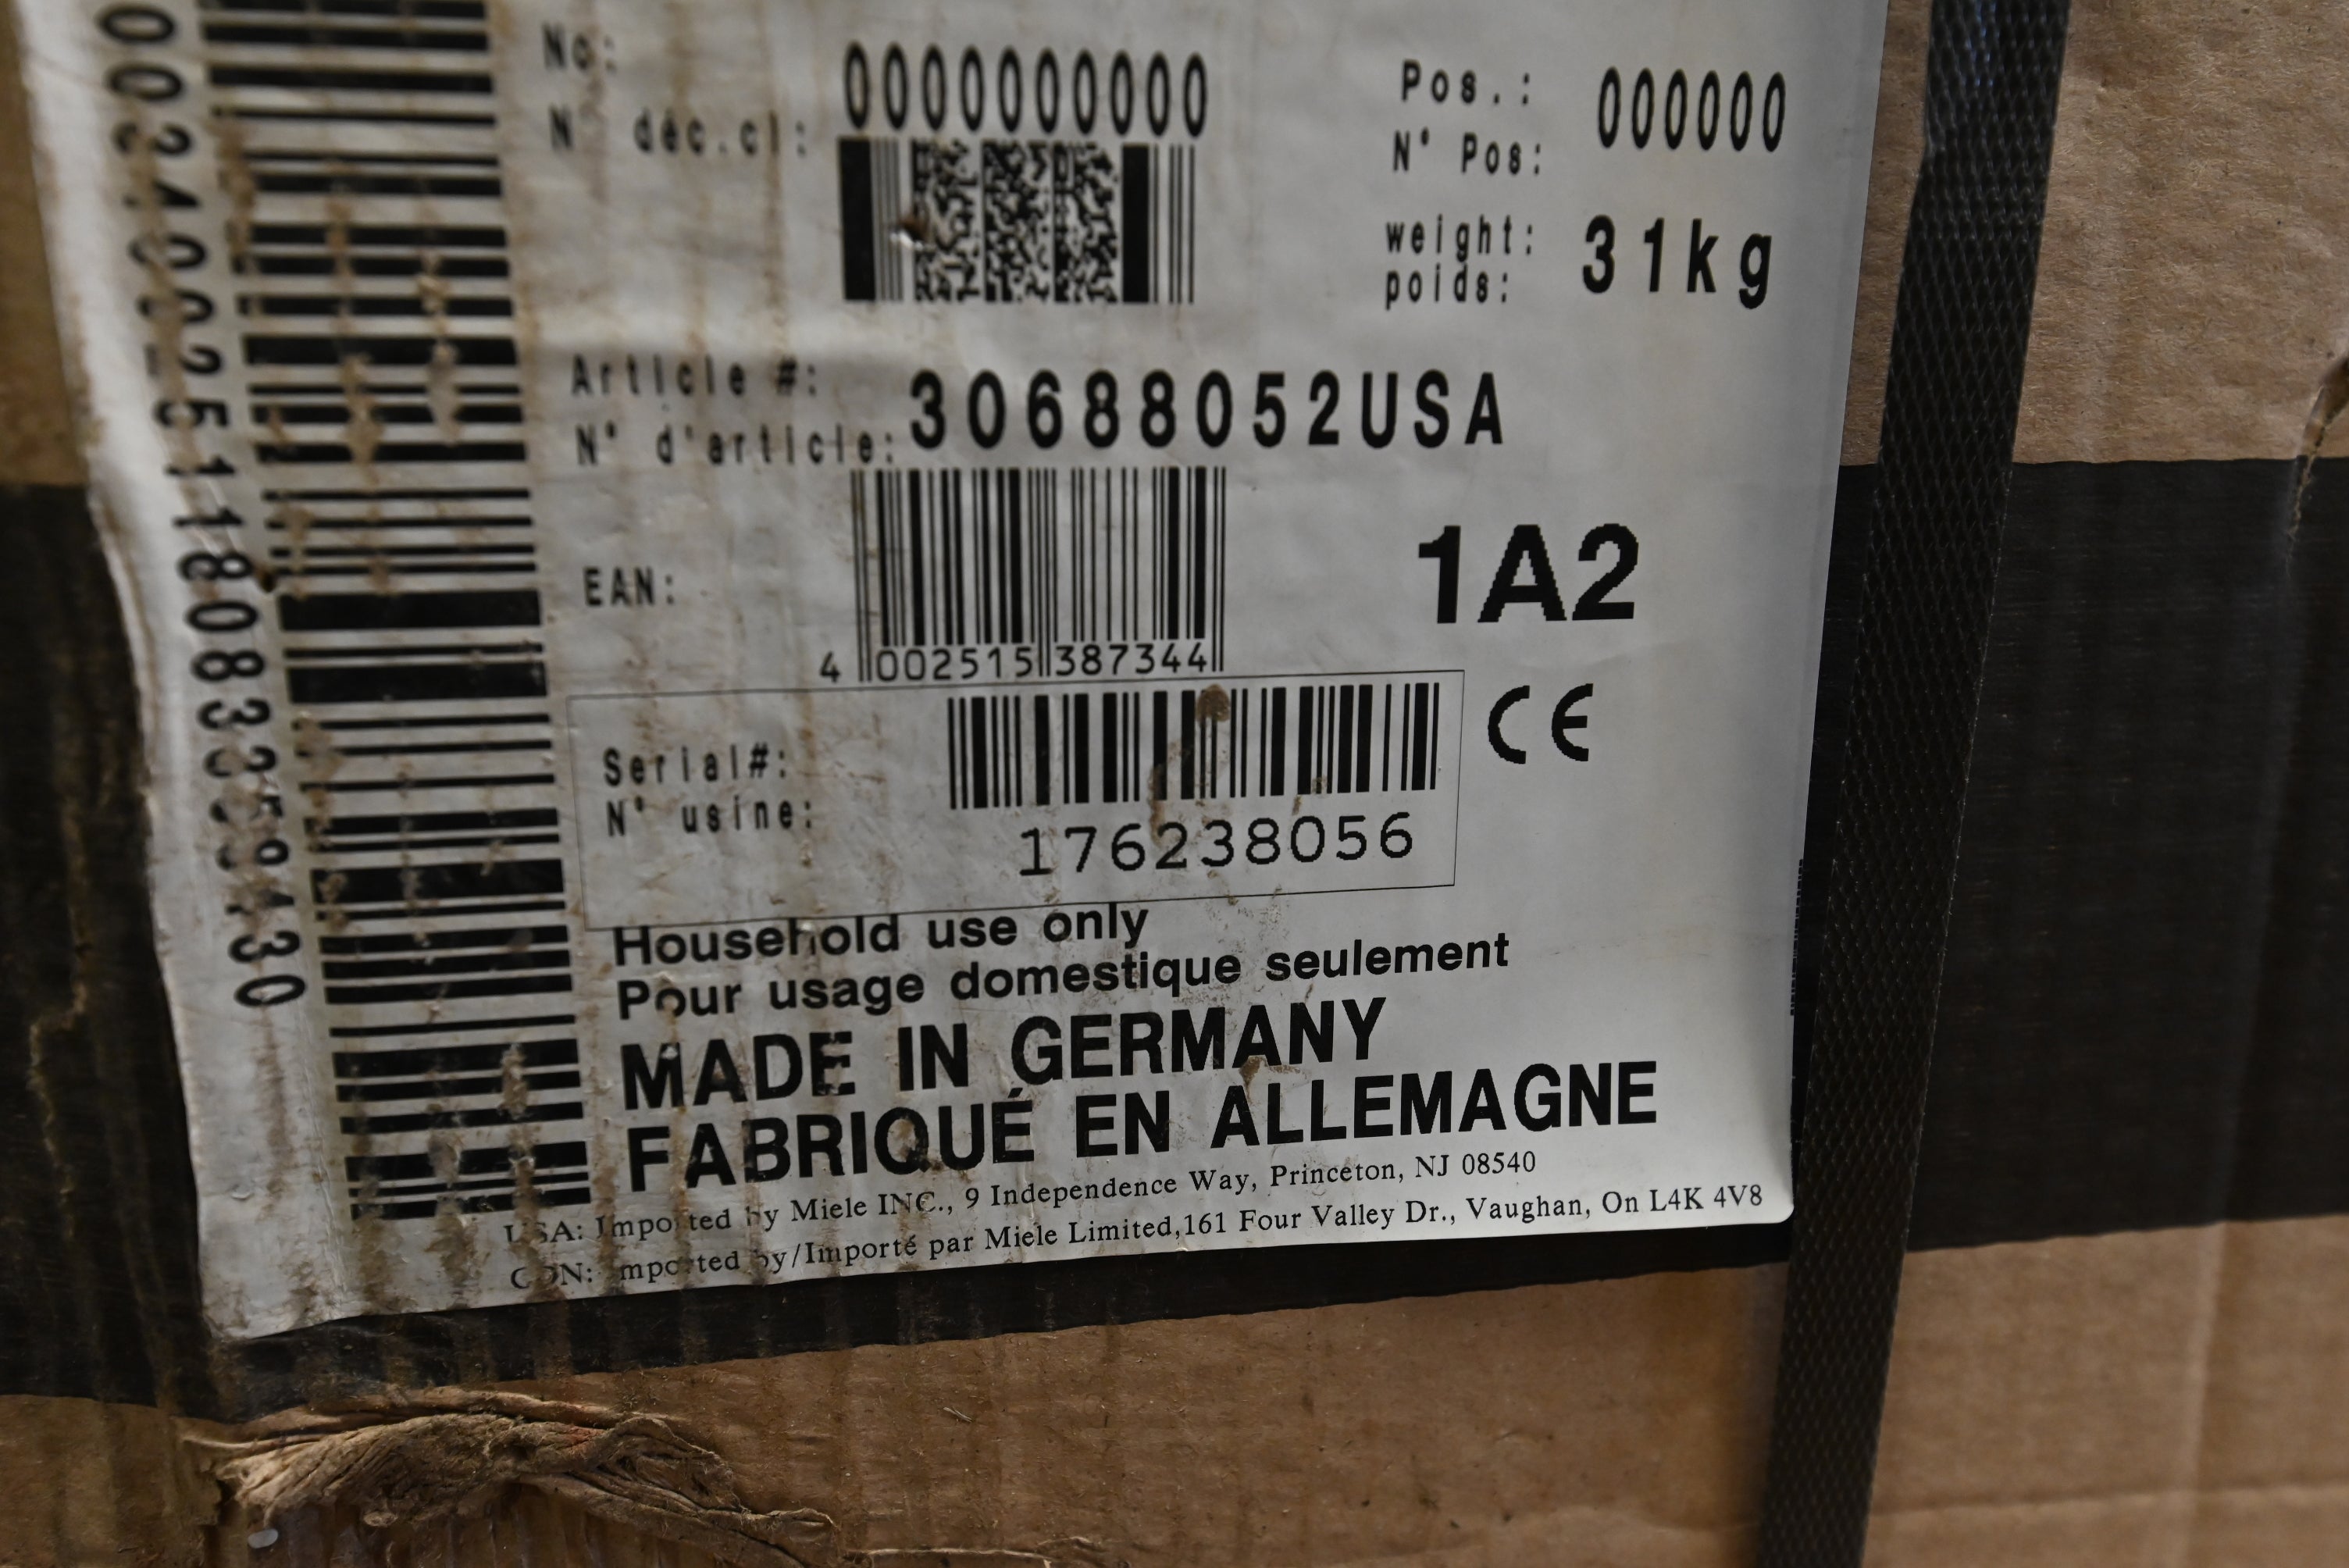 No: 0000000000
N° déc.cl:
Pos.: 000000
N° Pos:
weight: 31kg
poids:
Article #: 30688052USA
N° d'article:
EAN:
4 002515 387344
1A2
CE
Serial#:
N° usine:
176238056
Household use only
Pour usage domestique seulement
MADE IN GERMANY
FABRIQUÉ EN ALLEMAGNE
USA: Imported by Miele INC., 9 Independence Way, Princeton, NJ 08540
CDN: Imported by/Importé par Miele Limited,161 Four Valley Dr., Vaughan, On L4K 4V8